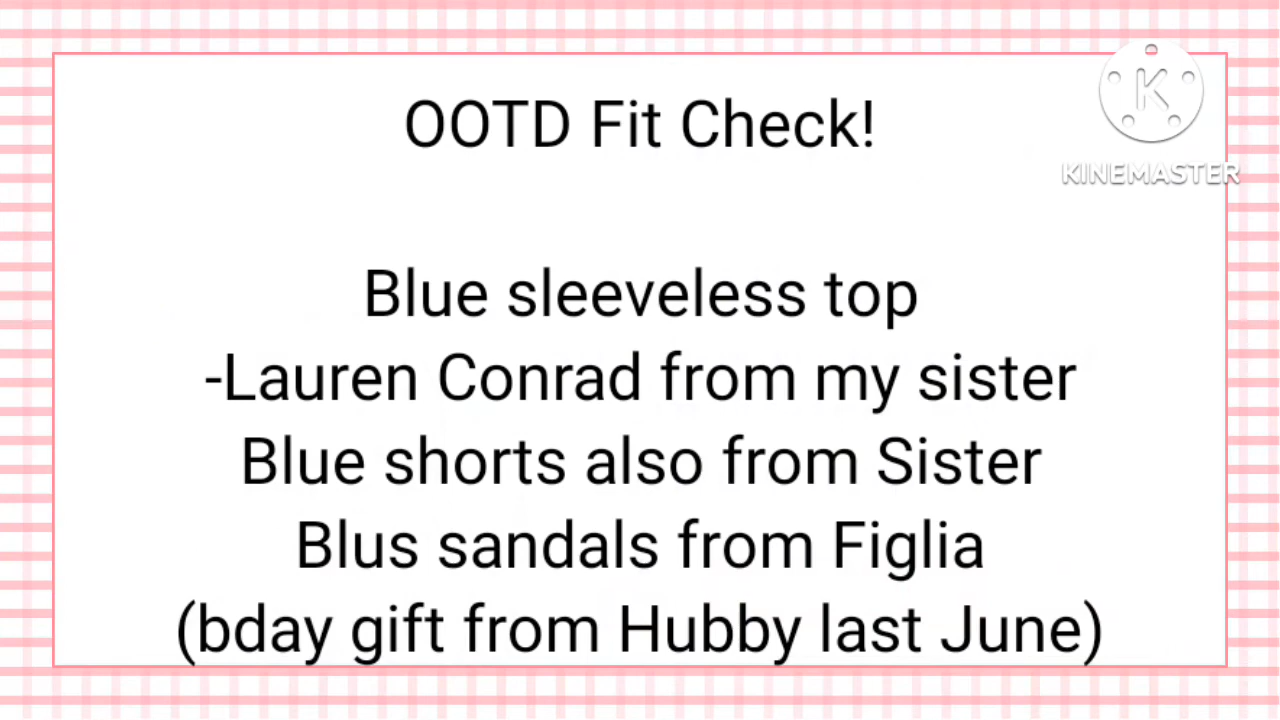 OOTD Fit Check!
Blue sleeveless top
-Lauren Conrad from my sister
Blue shorts also from Sister
Blus sandals from Figlia
(bday gift from Hubby last June)
K
KINEMASTER